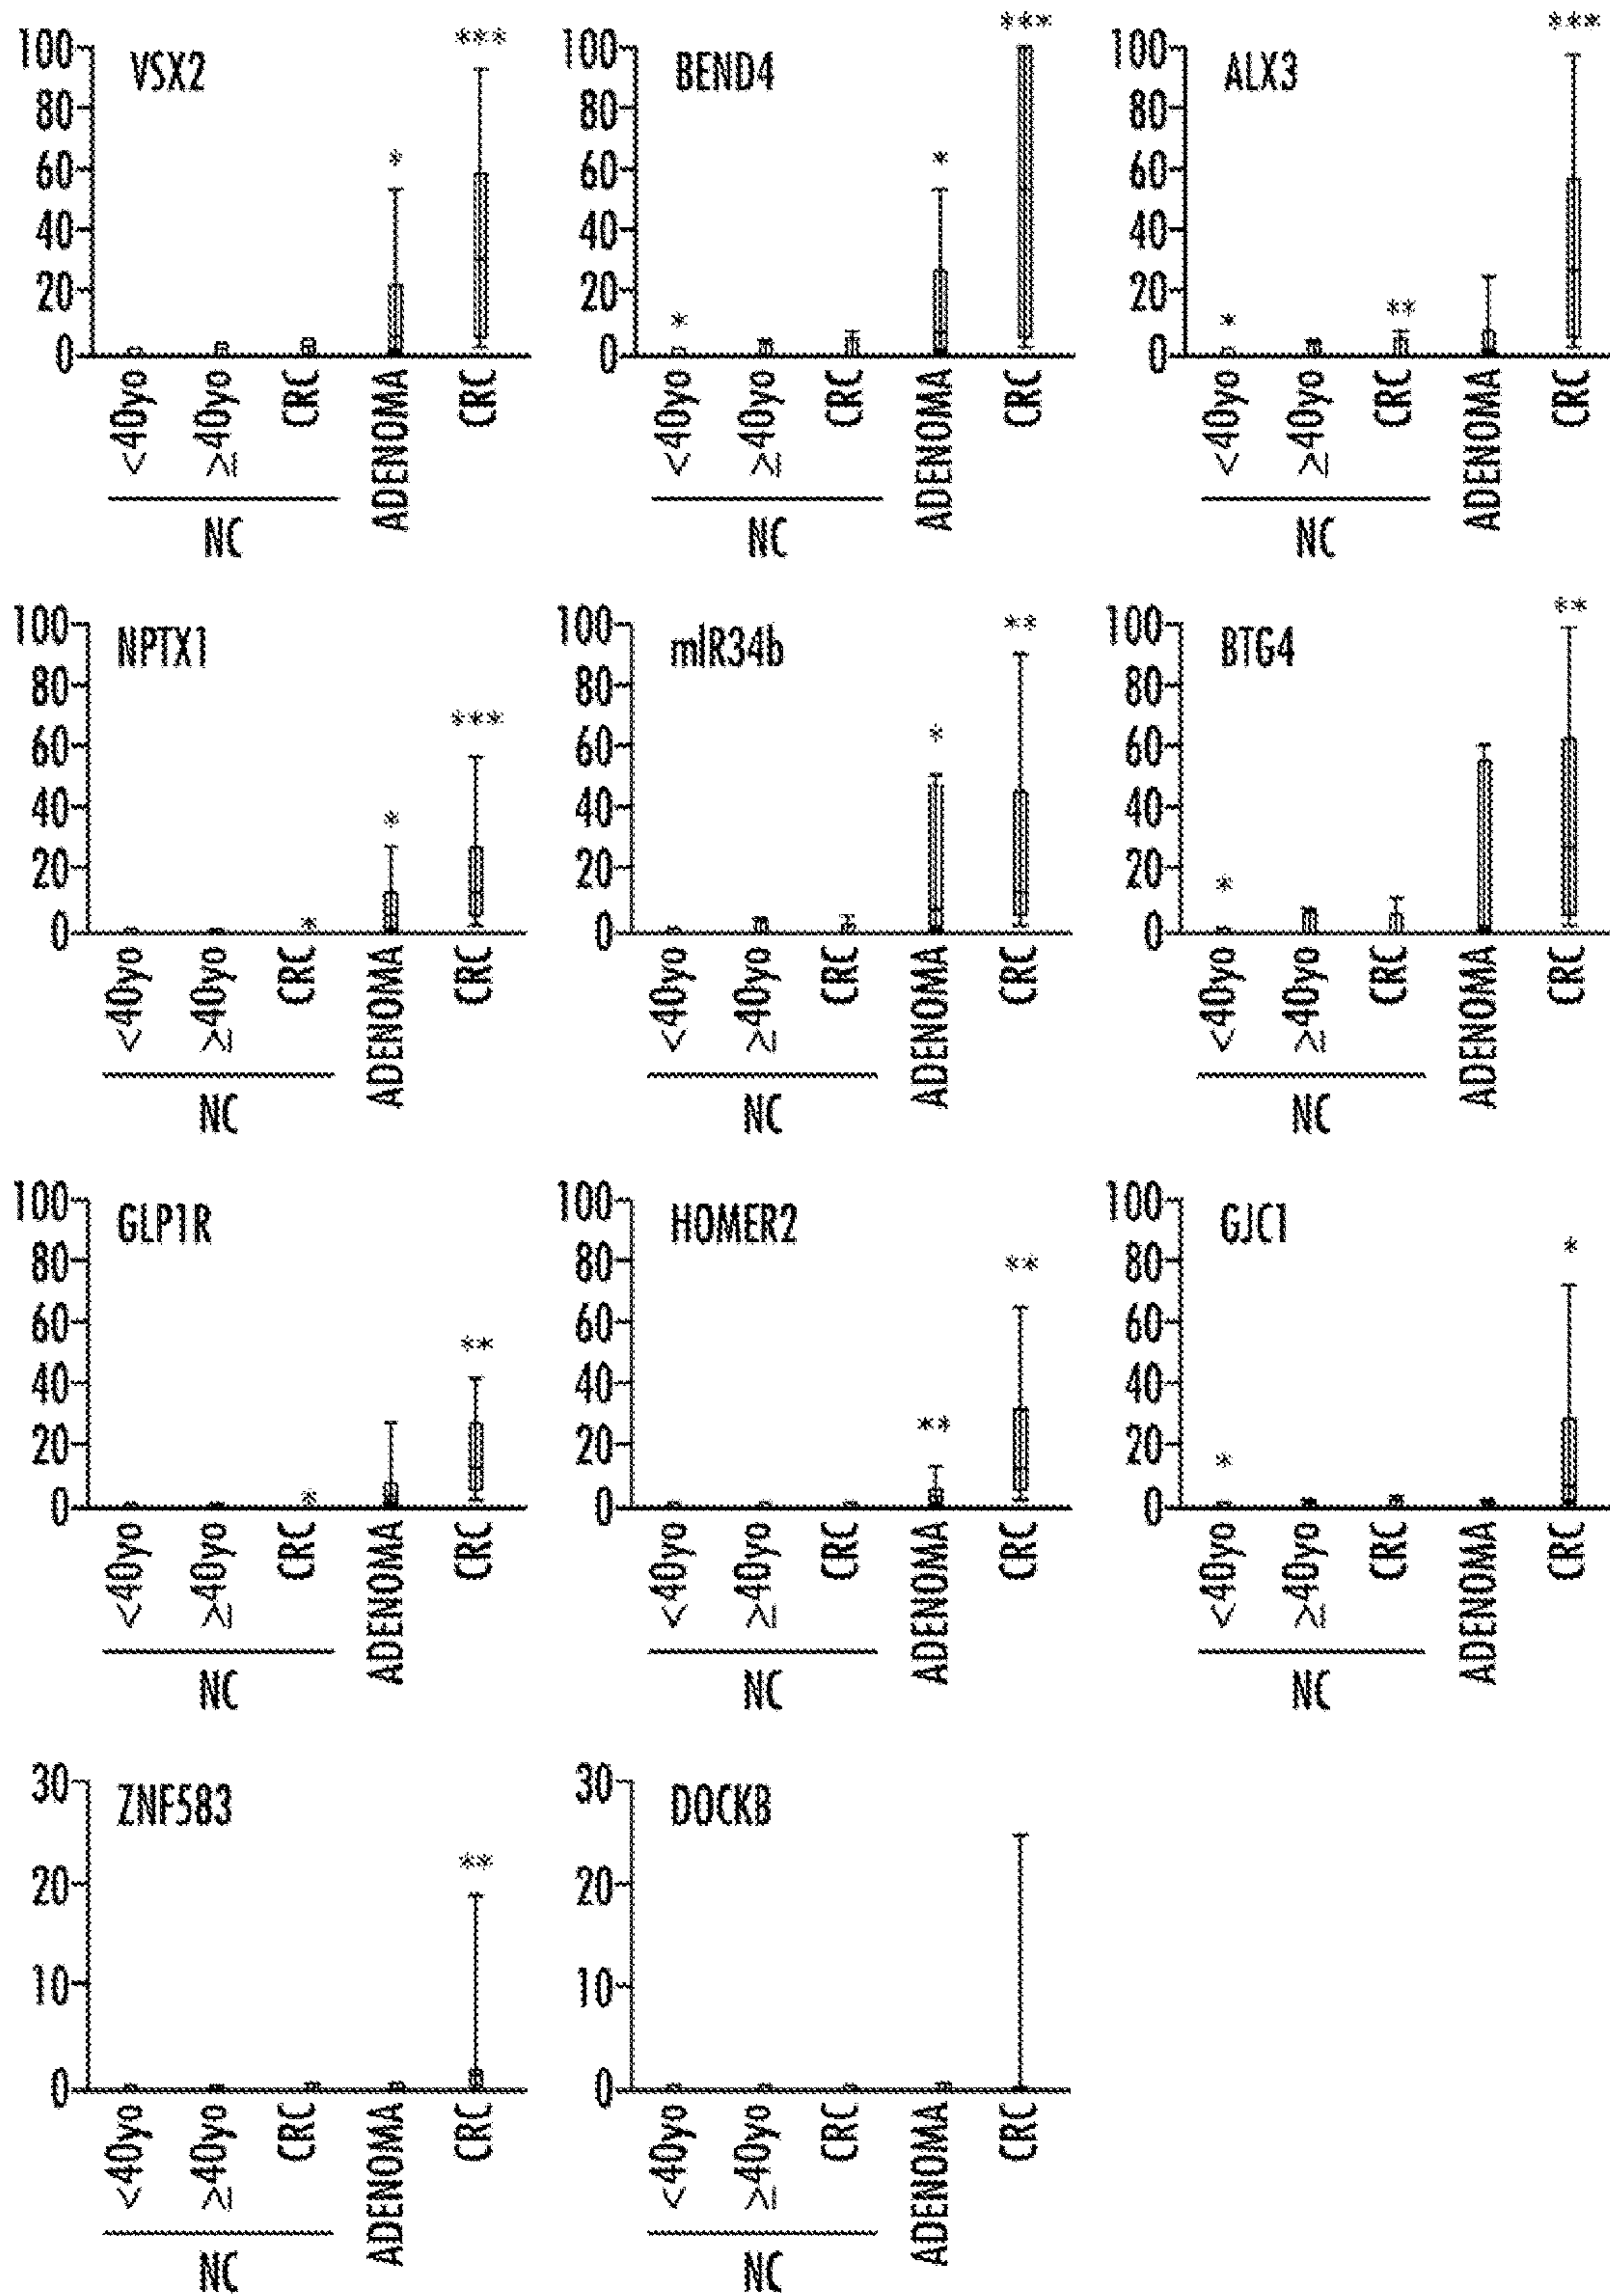 VSX2
100
80
60
40
20
0
*
***
<40yo
≥40yo
CRC
ADENOMA
CRC
NC
BEND4
100
80
60
40
20
0
*
*
***
<40yo
≥40yo
CRC
ADENOMA
CRC
NC
ALX3
100
80
60
40
20
0
*
**
***
<40yo
≥40yo
CRC
ADENOMA
CRC
NC
NPTX1
100
80
60
40
20
0
*
*
***
<40yo
≥40yo
CRC
ADENOMA
CRC
NC
mIR34b
100
80
60
40
20
0
*
**
<40yo
≥40yo
CRC
ADENOMA
CRC
NC
BTG4
100
80
60
40
20
0
*
**
<40yo
≥40yo
CRC
ADENOMA
CRC
NC
GLP1R
100
80
60
40
20
0
*
**
<40yo
≥40yo
CRC
ADENOMA
CRC
NC
HOMER2
100
80
60
40
20
0
**
**
<40yo
≥40yo
CRC
ADENOMA
CRC
NC
GJC1
100
80
60
40
20
0
*
*
<40yo
≥40yo
CRC
ADENOMA
CRC
NC
ZNF583
30
20
10
0
**
<40yo
≥40yo
CRC
ADENOMA
CRC
NC
DOCKB
30
20
10
0
<40yo
≥40yo
CRC
ADENOMA
CRC
NC